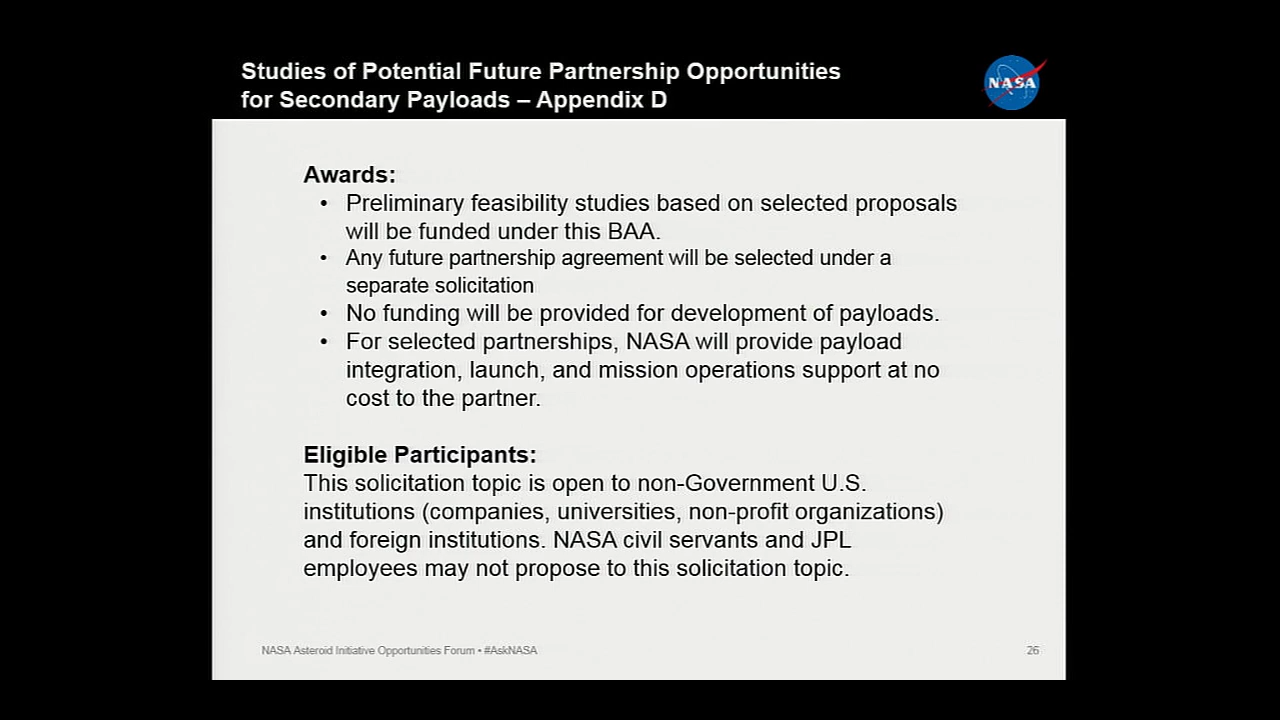 Studies of Potential Future Partnership Opportunities
for Secondary Payloads – Appendix D
NASA
Awards:
• Preliminary feasibility studies based on selected proposals
will be funded under this BAA.
• Any future partnership agreement will be selected under a
separate solicitation
• No funding will be provided for development of payloads.
• For selected partnerships, NASA will provide payload
integration, launch, and mission operations support at no
cost to the partner.
Eligible Participants:
This solicitation topic is open to non-Government U.S.
institutions (companies, universities, non-profit organizations)
and foreign institutions. NASA civil servants and JPL
employees may not propose to this solicitation topic.
NASA Asteroid Initiative Opportunities Forum • #AskNASA
26